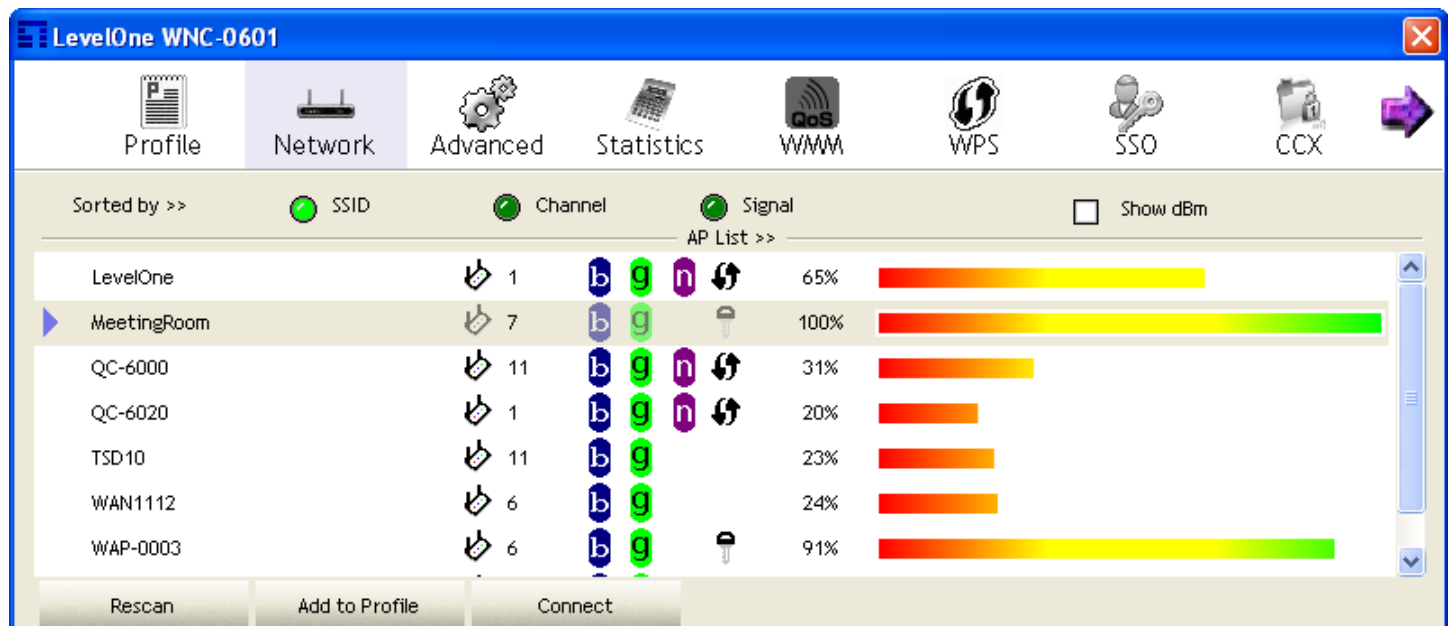 LevelOne WNC-0601
P
QoS
Profile Network Advanced Statistics WMM WPS SSO CCX
Sorted by >> SSID Channel Signal Show dBm
AP List >>
LevelOne 1 b g n 65%
MeetingRoom 7 b g 100%
QC-6000 11 b g n 31%
QC-6020 1 b g n 20%
TSD10 11 b g 23%
WAN1112 6 b g 24%
WAP-0003 6 b g 91%
Rescan Add to Profile Connect